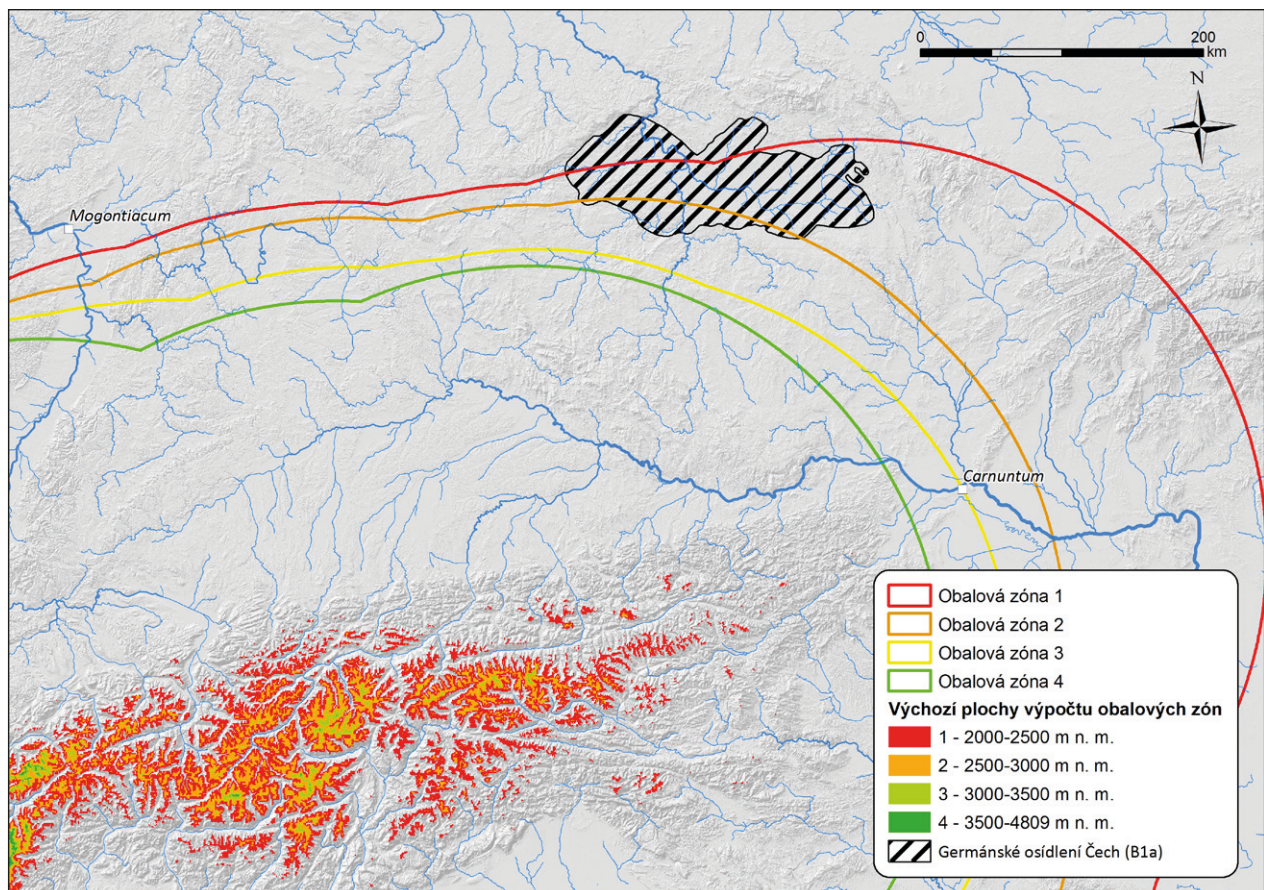 0
200
km
N
Mogontiacum
Carnuntum
Obalová zóna 1
Obalová zóna 2
Obalová zóna 3
Obalová zóna 4
Výchozí plochy výpočtu obalových zón
1 - 2000-2500 m n. m.
2 - 2500-3000 m n. m.
3 - 3000-3500 m n. m.
4 - 3500-4809 m n. m.
Germánské osídlení Čech (B1a)